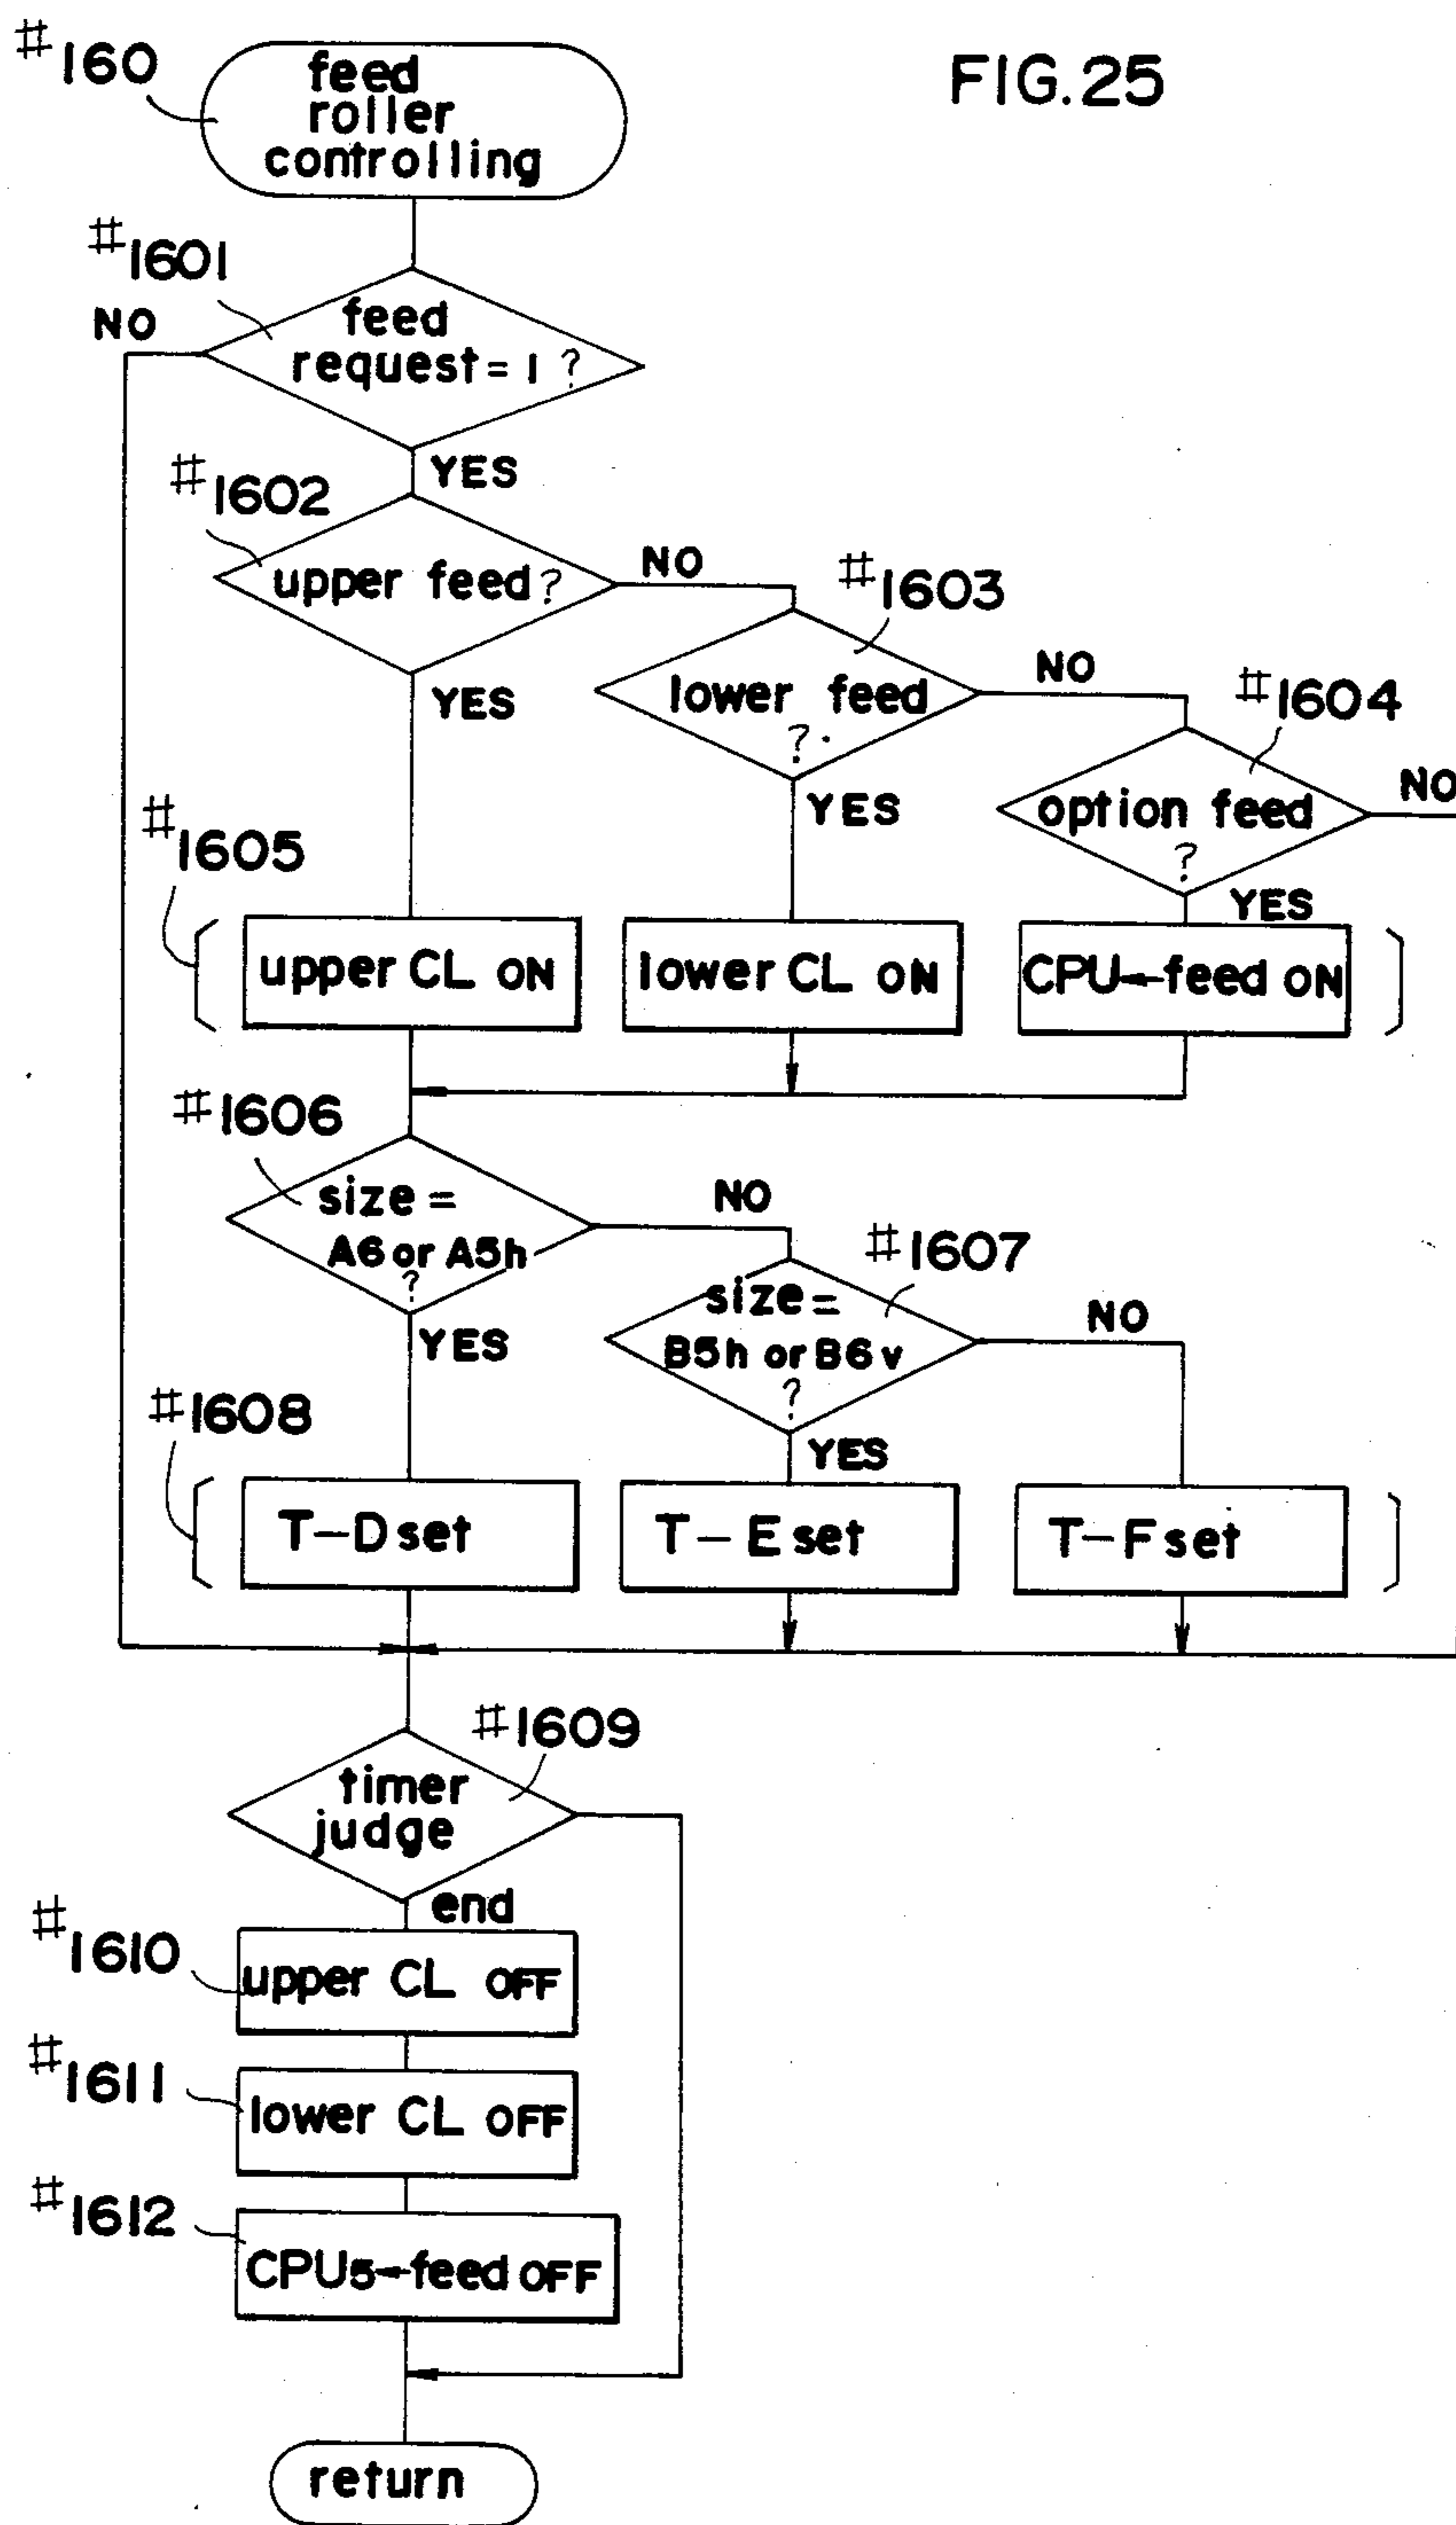 FIG.25
#160
feed
roller
controlling
#1601
NO
feed
request = 1 ?
YES
#1602
upper feed?
NO
YES
#1603
lower feed
?
NO
YES
#1604
option feed
?
NO
YES
#1605
upper CL ON
lower CL ON
CPU←feed ON
#1606
size =
A6 or A5h
?
NO
YES
#1607
size =
B5h or B6v
?
NO
YES
#1608
T-D set
T-E set
T-F set
#1609
timer
judge
end
#1610
upper CL OFF
#1611
lower CL OFF
#1612
CPU5←feed OFF
return